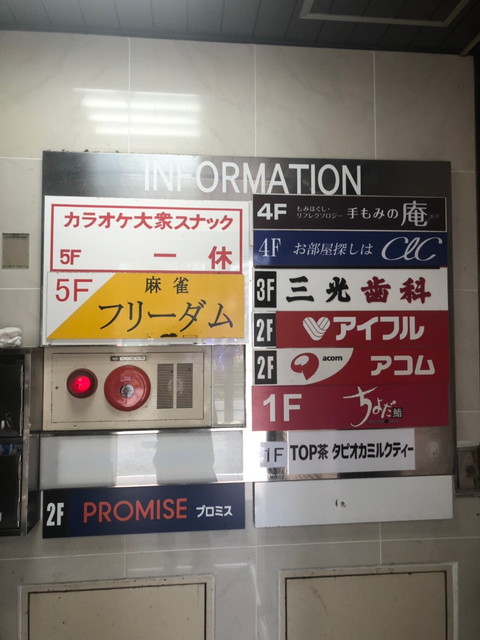 INFORMATION
カラオケ大衆スナック
5F 一休
5F 麻雀
フリーダム
2F PROMISE プロミス
4F もみほぐし・
リフレクソロジー 手もみの庵
4F お部屋探しは CLC
3F 三光歯科
2F アイフル
2F acom アコム
1F ちよだ鮨
1F TOP茶 タピオカミルクティー